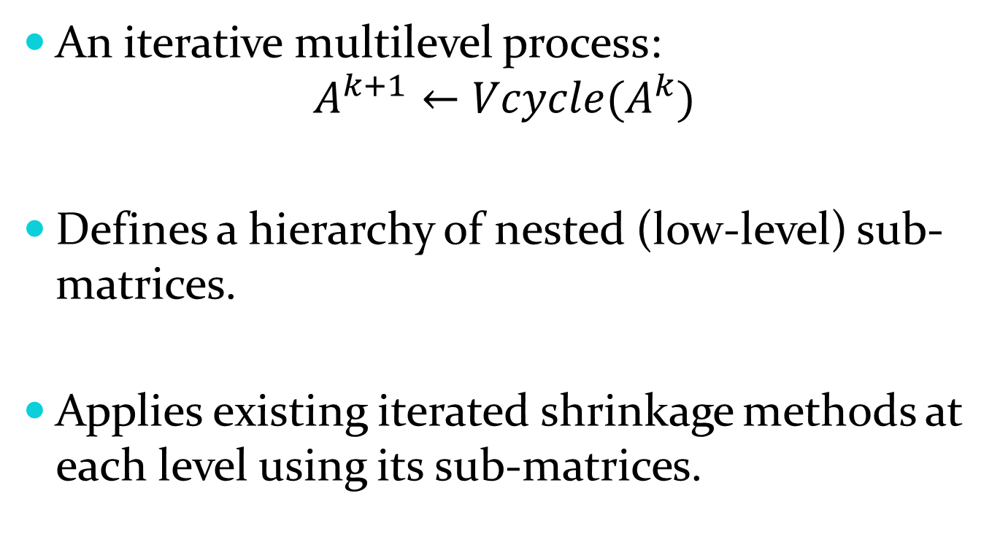 • An iterative multilevel process:
A^{k+1} ← Vcycle(A^k)
• Defines a hierarchy of nested (low-level) sub-
matrices.
• Applies existing iterated shrinkage methods at
each level using its sub-matrices.